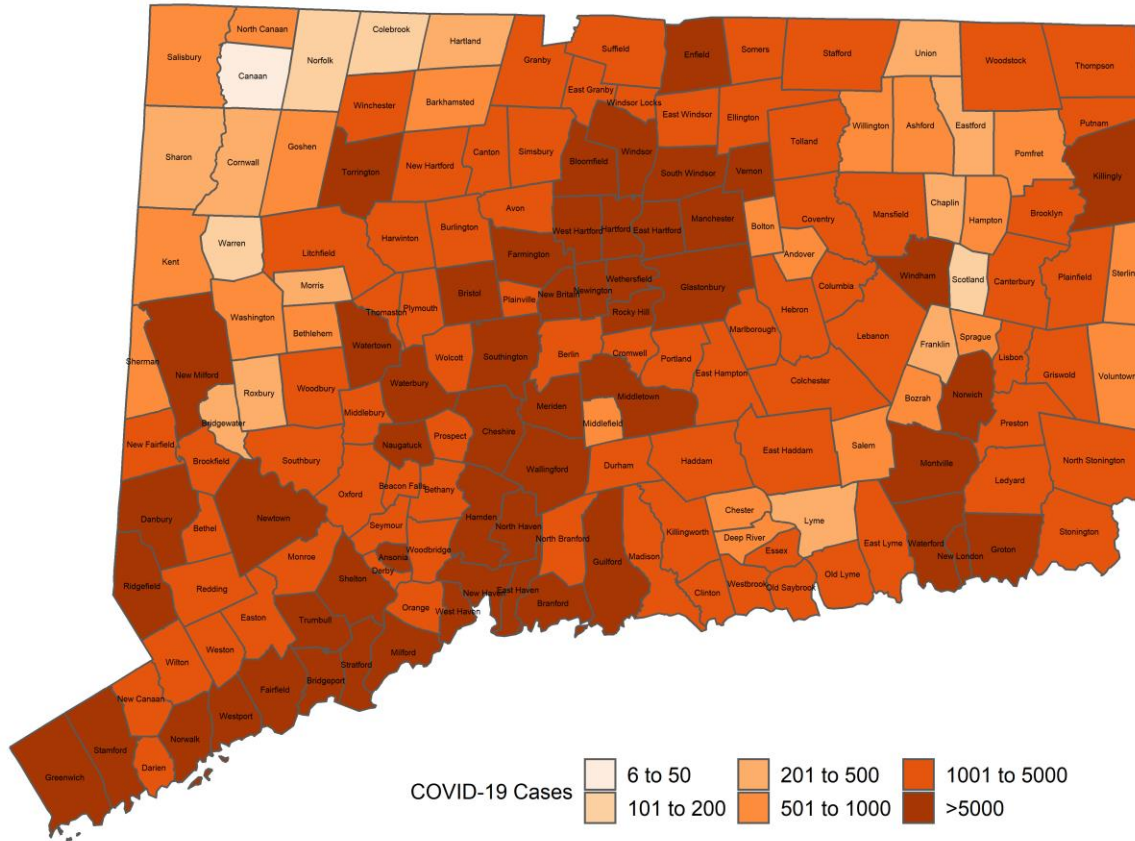 North Canaan
Colebrook
Hartland
Suffield
Enfield
Somers
Stafford
Union
Woodstock
Thompson
Salisbury
Canaan
Norfolk
Granby
East Granby
Windsor Locks
Winchester
Barkhamsted
East Windsor
Ellington
Willington
Ashford
Eastford
Putnam
Sharon
Cornwall
Goshen
Torrington
New Hartford
Canton
Simsbury
Bloomfield
Windsor
South Windsor
Vernon
Tolland
Pomfret
Killingly
Kent
Warren
Litchfield
Harwinton
Burlington
Avon
West Hartford
Hartford
East Hartford
Manchester
Bolton
Coventry
Mansfield
Chaplin
Hampton
Brooklyn
Andover
Farmington
Morris
Washington
Bethlehem
Thomaston
Plymouth
Bristol
Plainville
New Britain
Newington
Wethersfield
Rocky Hill
Glastonbury
Hebron
Columbia
Windham
Scotland
Canterbury
Plainfield
Sterlin
Sherman
New Milford
Roxbury
Woodbury
Watertown
Waterbury
Wolcott
Southington
Berlin
Cromwell
Portland
East Hampton
Marlborough
Colchester
Lebanon
Franklin
Sprague
Lisbon
Griswold
Voluntown
Bridgewater
Middlebury
Meriden
Middletown
Middlefield
Bozrah
Norwich
Preston
New Fairfield
Brookfield
Southbury
Naugatuck
Prospect
Cheshire
Wallingford
Durham
Haddam
East Haddam
Salem
Montville
Ledyard
North Stonington
Danbury
Bethel
Newtown
Oxford
Beacon Falls
Bethany
Hamden
North Haven
North Branford
Guilford
Madison
Killingworth
Chester
Deep River
Essex
Lyme
East Lyme
Waterford
New London
Groton
Stonington
Ridgefield
Redding
Monroe
Seymour
Ansonia
Derby
Woodbridge
Shelton
Orange
New Haven
West Haven
East Haven
Branford
Clinton
Westbrook
Old Saybrook
Old Lyme
Wilton
Weston
Easton
Trumbull
Stratford
Milford
New Canaan
Fairfield
Bridgeport
Westport
Norwalk
Darien
Stamford
Greenwich
COVID-19 Cases
6 to 50
101 to 200
201 to 500
501 to 1000
1001 to 5000
>5000